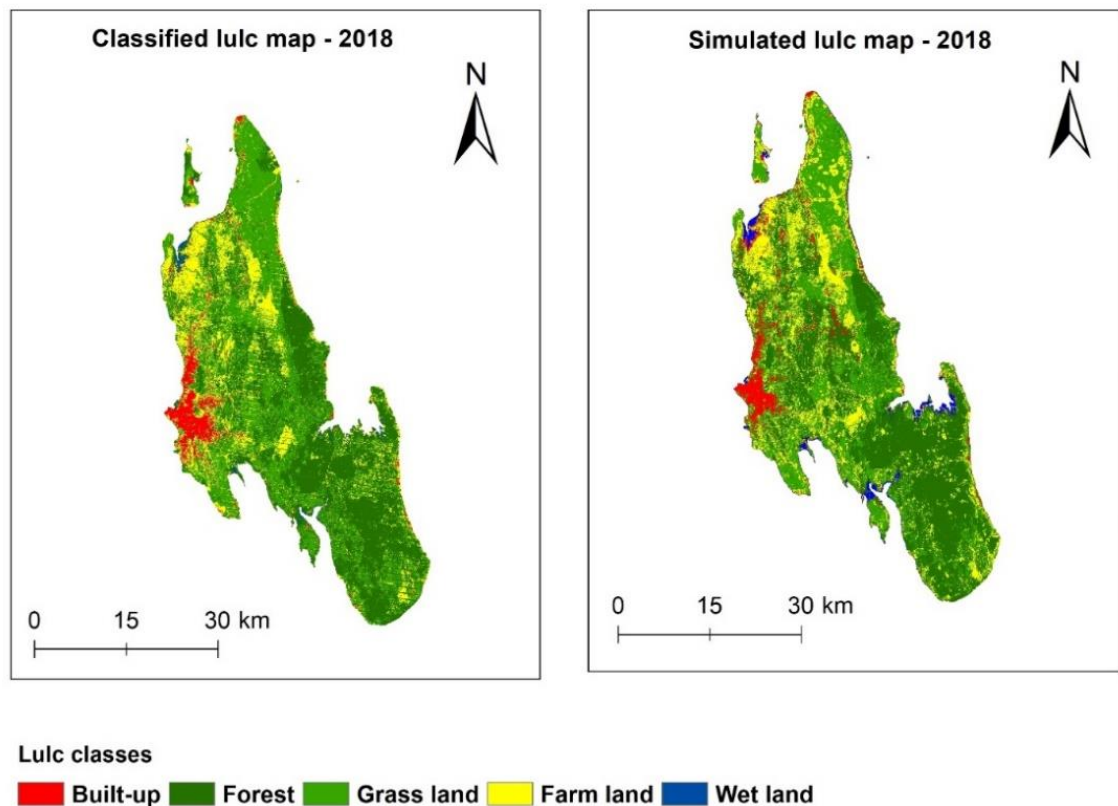 Classified lulc map - 2018
N
0 15 30 km
Simulated lulc map - 2018
N
0 15 30 km
Lulc classes
Built-up Forest Grass land Farm land Wet land